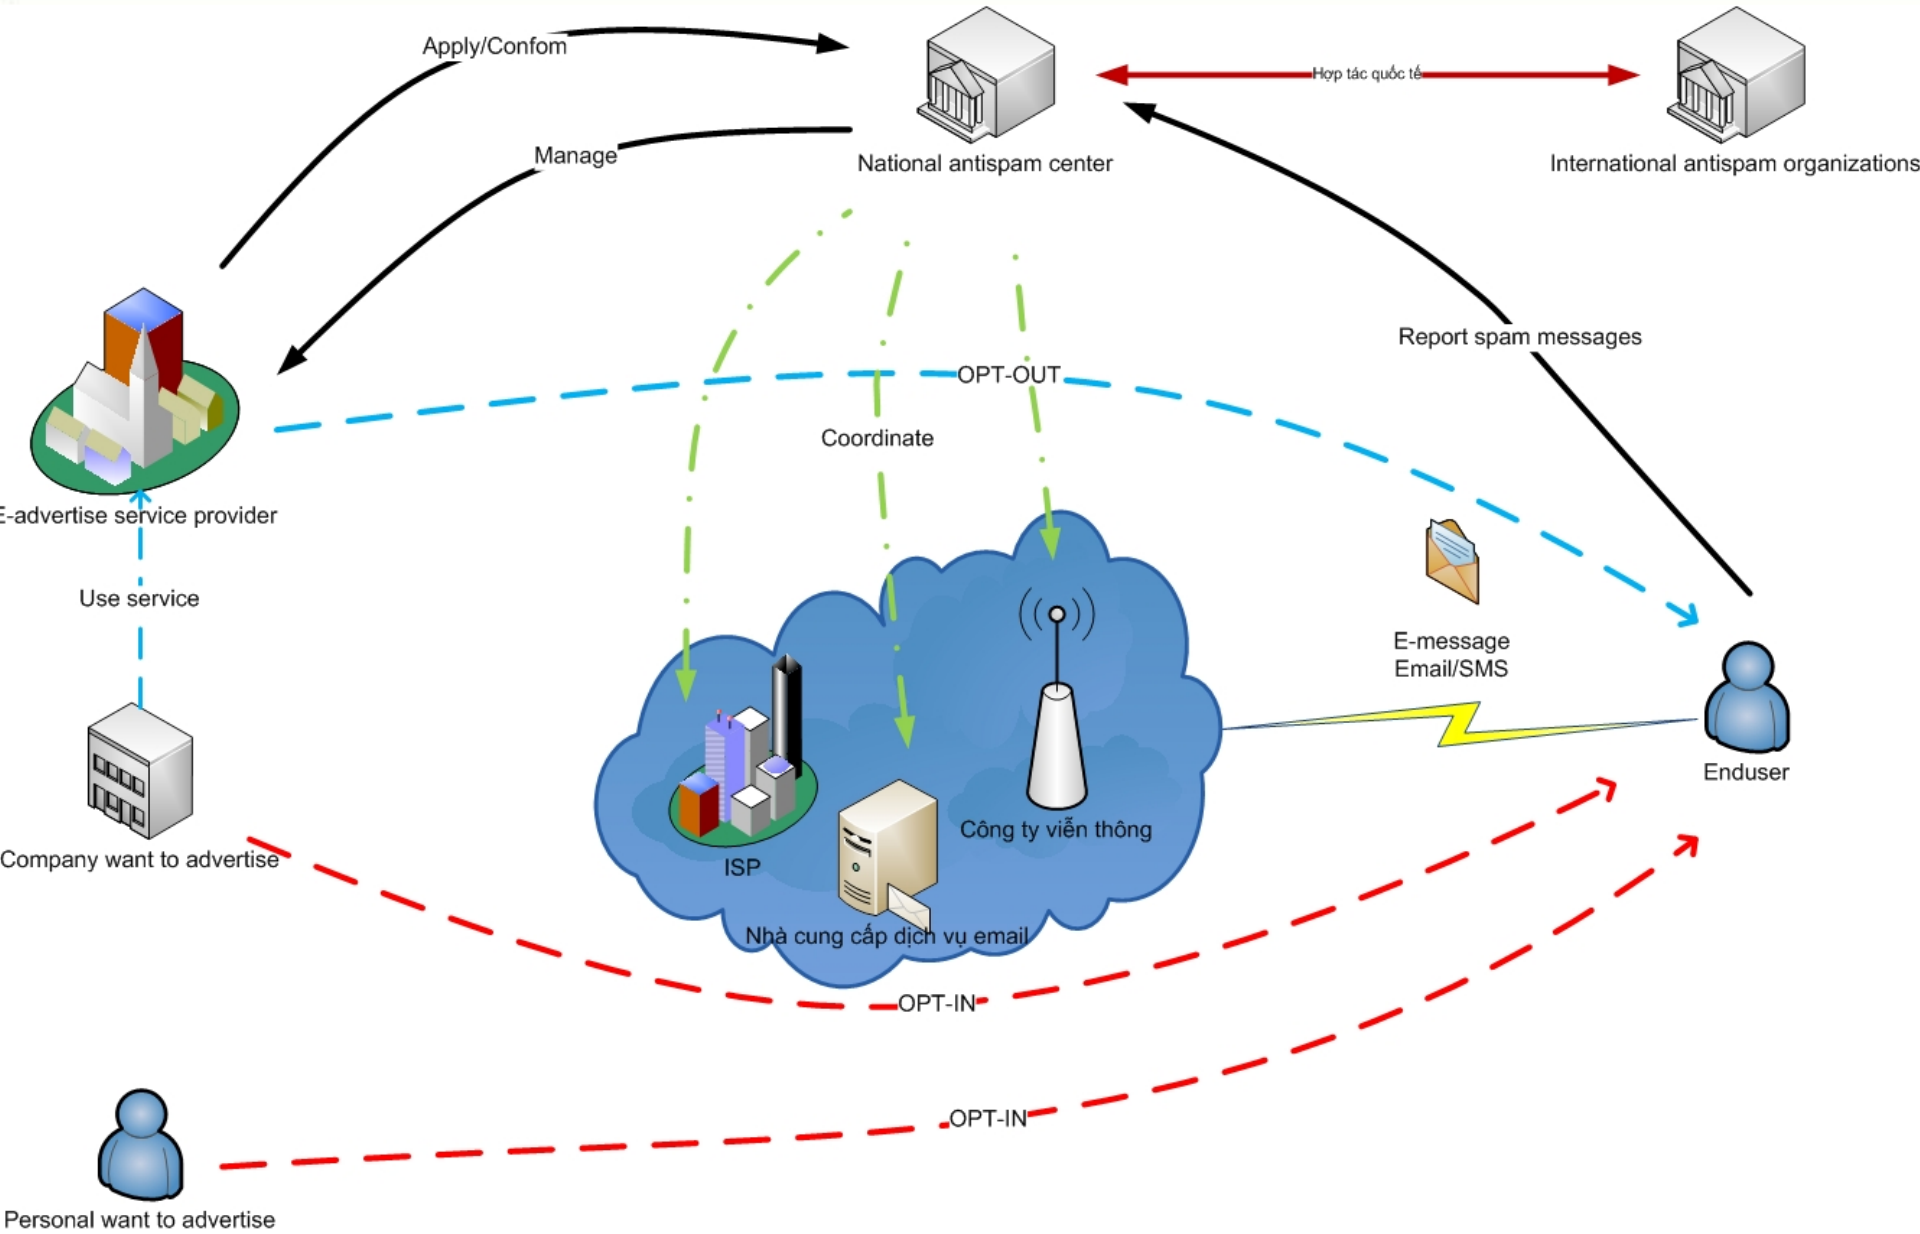 Apply/Confom
Hợp tác quốc tế
Manage
National antispam center
International antispam organizations
Report spam messages
OPT-OUT
Coordinate
E-advertise service provider
Use service
E-message
Email/SMS
Enduser
Công ty viễn thông
Company want to advertise
ISP
Nhà cung cấp dịch vụ email
OPT-IN
OPT-IN
Personal want to advertise